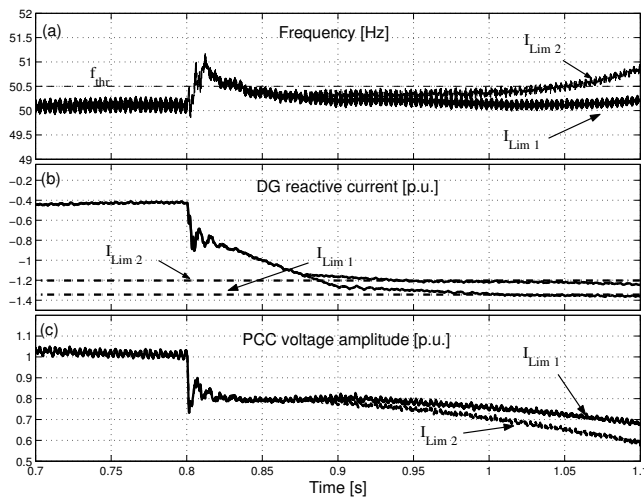 (a)
Frequency [Hz]
52
51.5
51
50.5
50
49.5
49
f_thr
I_Lim 2
I_Lim 1
(b)
DG reactive current [p.u.]
−0.2
−0.4
−0.6
−0.8
−1
−1.2
−1.4
I_Lim 2
I_Lim 1
(c)
PCC voltage amplitude [p.u.]
1.1
1
0.9
0.8
0.7
0.6
0.5
I_Lim 1
I_Lim 2
0.7
0.75
0.8
0.85
0.9
0.95
1
1.05
1.1
Time [s]